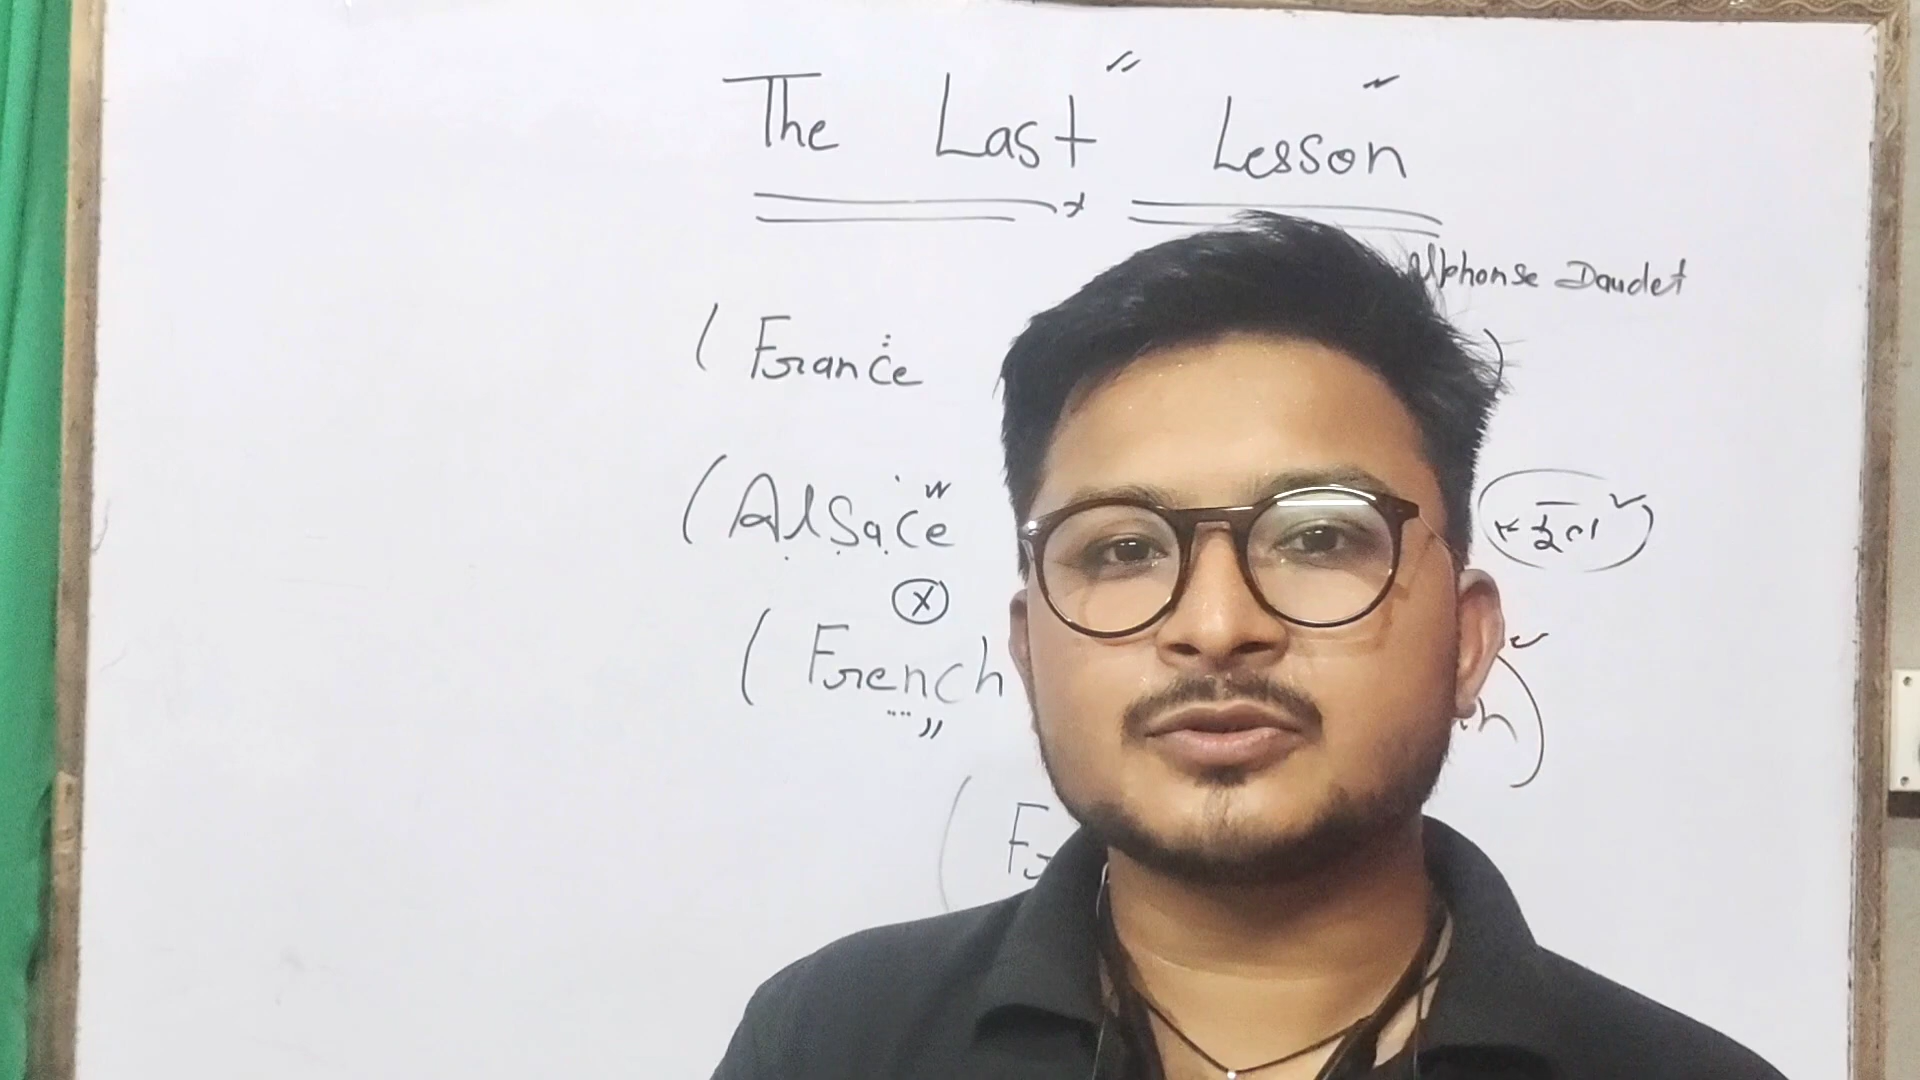 The Last Lesson
Alphonse Daudet
( France )
( Alsace
( French )
(